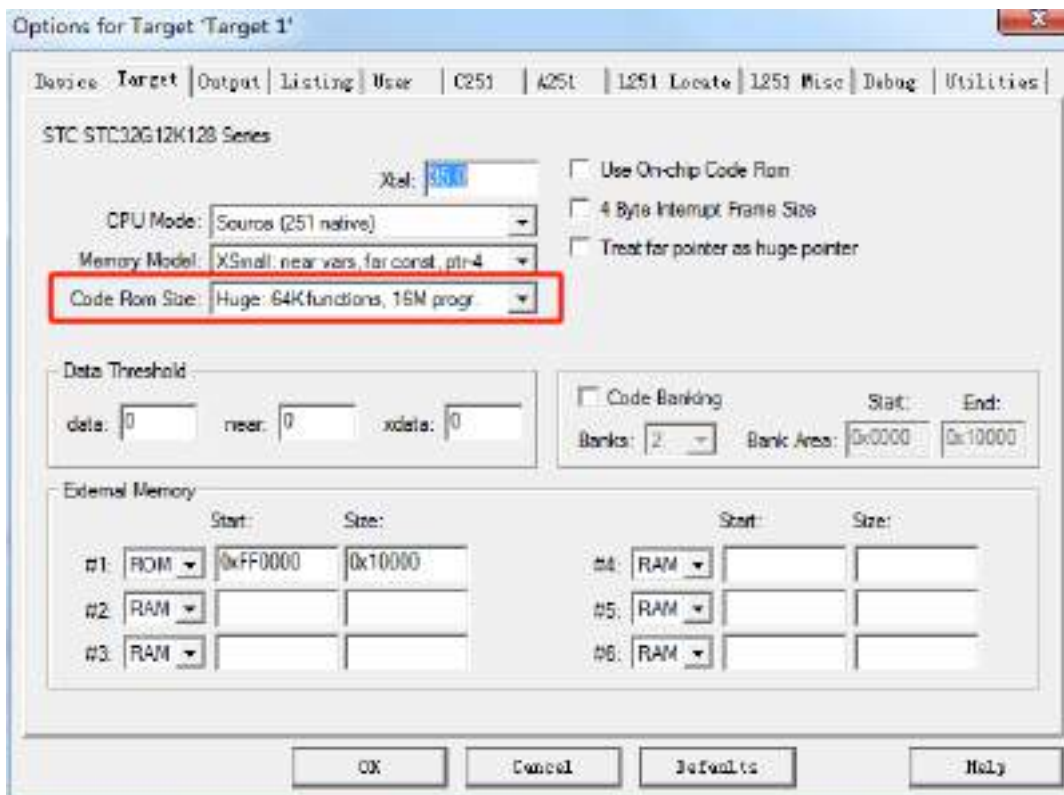 Options for Target 'Target 1'
Device Target Output Listing User C251 A251 L251 Locate L251 Misc Debug Utilities
STC STC32G12K128 Series
Xtal: 35.0 Use On-chip Code Rom
CPU Mode: Source (251 native) 4 Byte Interrupt Frame Size
Memory Model: XSmall: near vars, far const, ptr-4 Treat far pointer as huge pointer
Code Rom Size: Huge: 64K functions, 16M progr.
Data Threshold
data: 0 near: 0 xdata: 0
Code Banking Start: End:
Banks: 2 Bank Area: 0x0000 0x10000
External Memory
Start: Size: Start: Size:
#1: ROM 0xFF0000 0x10000 #4: RAM
#2: RAM #5: RAM
#3: RAM #6: RAM
OK Cancel Defaults Help